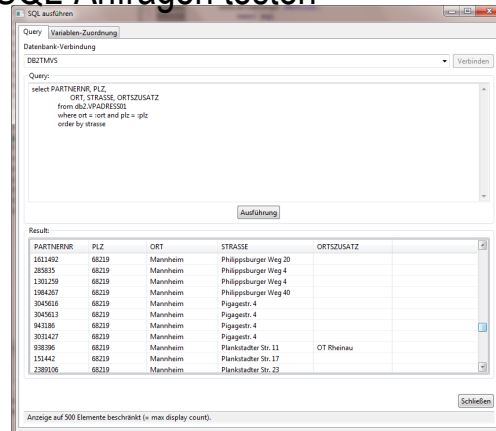 SQL Anfragen testen
SQL ausführen
Query Variablen-Zuordnung
Datenbank-Verbindung
DB2TMVS Verbinden
Query:
select PARTNERNR, PLZ,
ORT, STRASSE, ORTSZUSATZ
from db2.VPADRESS01
where ort = :ort and plz = :plz
order by strasse
Ausführung
Result:
PARTNERNR PLZ ORT STRASSE ORTSZUSATZ
1611492 68219 Mannheim Philippsburger Weg 20
285835 68219 Mannheim Philippsburger Weg 4
1301259 68219 Mannheim Philippsburger Weg 4
1984267 68219 Mannheim Philippsburger Weg 40
3045616 68219 Mannheim Pigagestr. 4
3045613 68219 Mannheim Pigagestr. 4
943186 68219 Mannheim Pigagestr. 4
3031427 68219 Mannheim Pigagestr. 4
938396 68219 Mannheim Plankstadter Str. 11 OT Rheinau
151442 68219 Mannheim Plankstadter Str. 17
2389106 68219 Mannheim Plankstadter Str. 23
Schließen
Anzeige auf 500 Elemente beschränkt (= max display count).